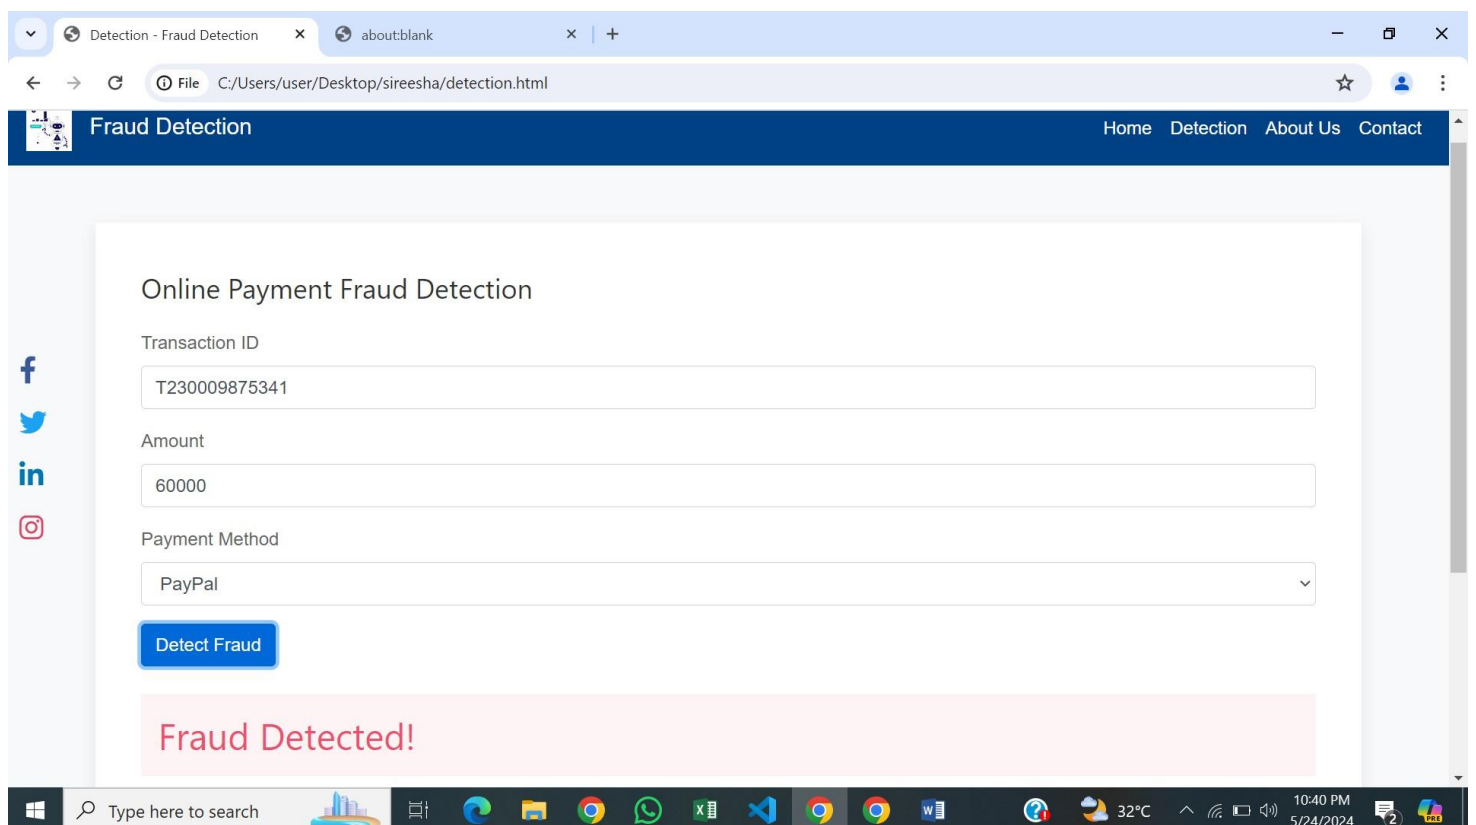 Detection - Fraud Detection
about:blank
File C:/Users/user/Desktop/sireesha/detection.html
Fraud Detection
Home Detection About Us Contact
Online Payment Fraud Detection
Transaction ID
T230009875341
Amount
60000
Payment Method
PayPal
Detect Fraud
Fraud Detected!
Type here to search
32°C
10:40 PM
5/24/2024
2
PRE